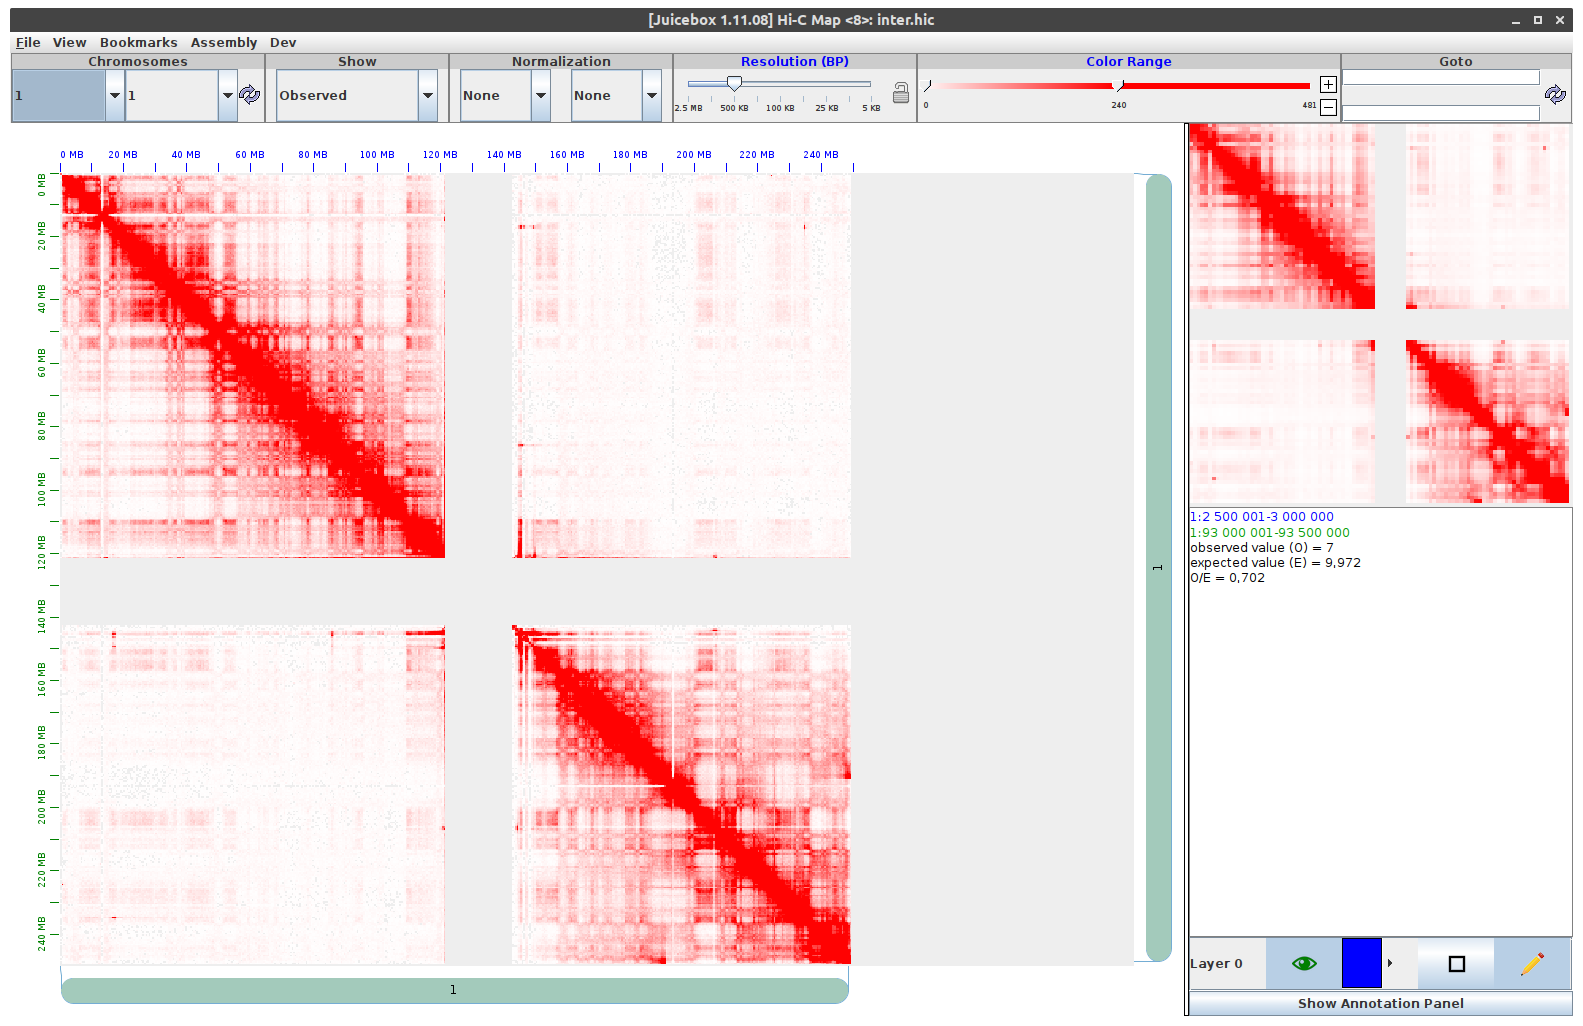 [Juicebox 1.11.08] Hi-C Map <8>: inter.hic
File View Bookmarks Assembly Dev
Chromosomes Show Normalization Resolution (BP) Color Range Goto
1 1 Observed None None
2.5 MB 500 KB 100 KB 25 KB 5 KB
0 240 481
0 MB 20 MB 40 MB 60 MB 80 MB 100 MB 120 MB 140 MB 160 MB 180 MB 200 MB 220 MB 240 MB
0 MB
20 MB
40 MB
60 MB
80 MB
100 MB
120 MB
140 MB
160 MB
180 MB
200 MB
220 MB
240 MB
1
1
1:2 500 001-3 000 000
1:93 000 001-93 500 000
observed value (O) = 7
expected value (E) = 9,972
O/E = 0,702
Layer 0
Show Annotation Panel